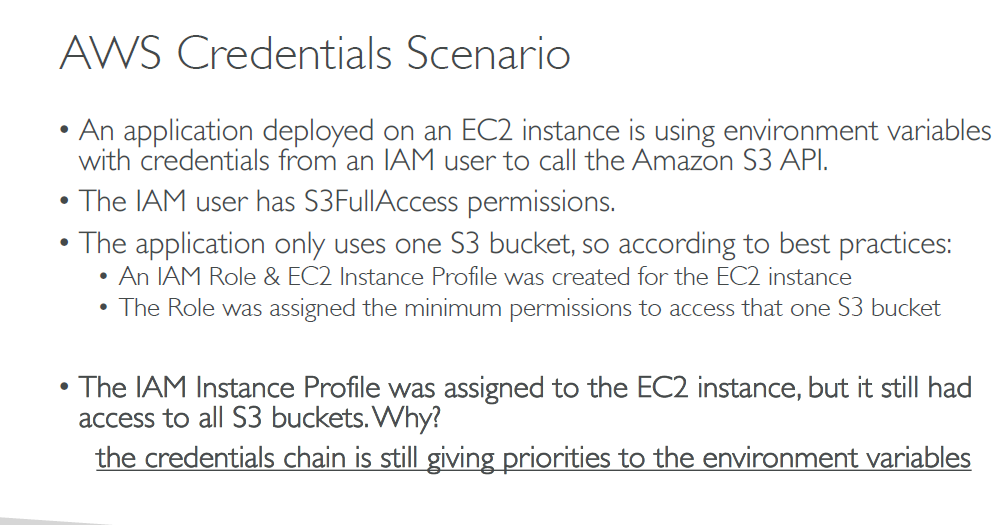 AWS Credentials Scenario
• An application deployed on an EC2 instance is using environment variables
with credentials from an IAM user to call the Amazon S3 API.
• The IAM user has S3FullAccess permissions.
• The application only uses one S3 bucket, so according to best practices:
• An IAM Role & EC2 Instance Profile was created for the EC2 instance
• The Role was assigned the minimum permissions to access that one S3 bucket
• The IAM Instance Profile was assigned to the EC2 instance, but it still had
access to all S3 buckets. Why?
the credentials chain is still giving priorities to the environment variables